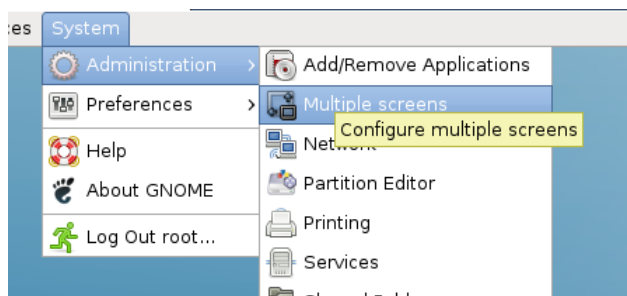 es System
Administration
Add/Remove Applications
Preferences
Multiple screens
Configure multiple screens
Help
About GNOME
Partition Editor
Printing
Log Out root...
Services